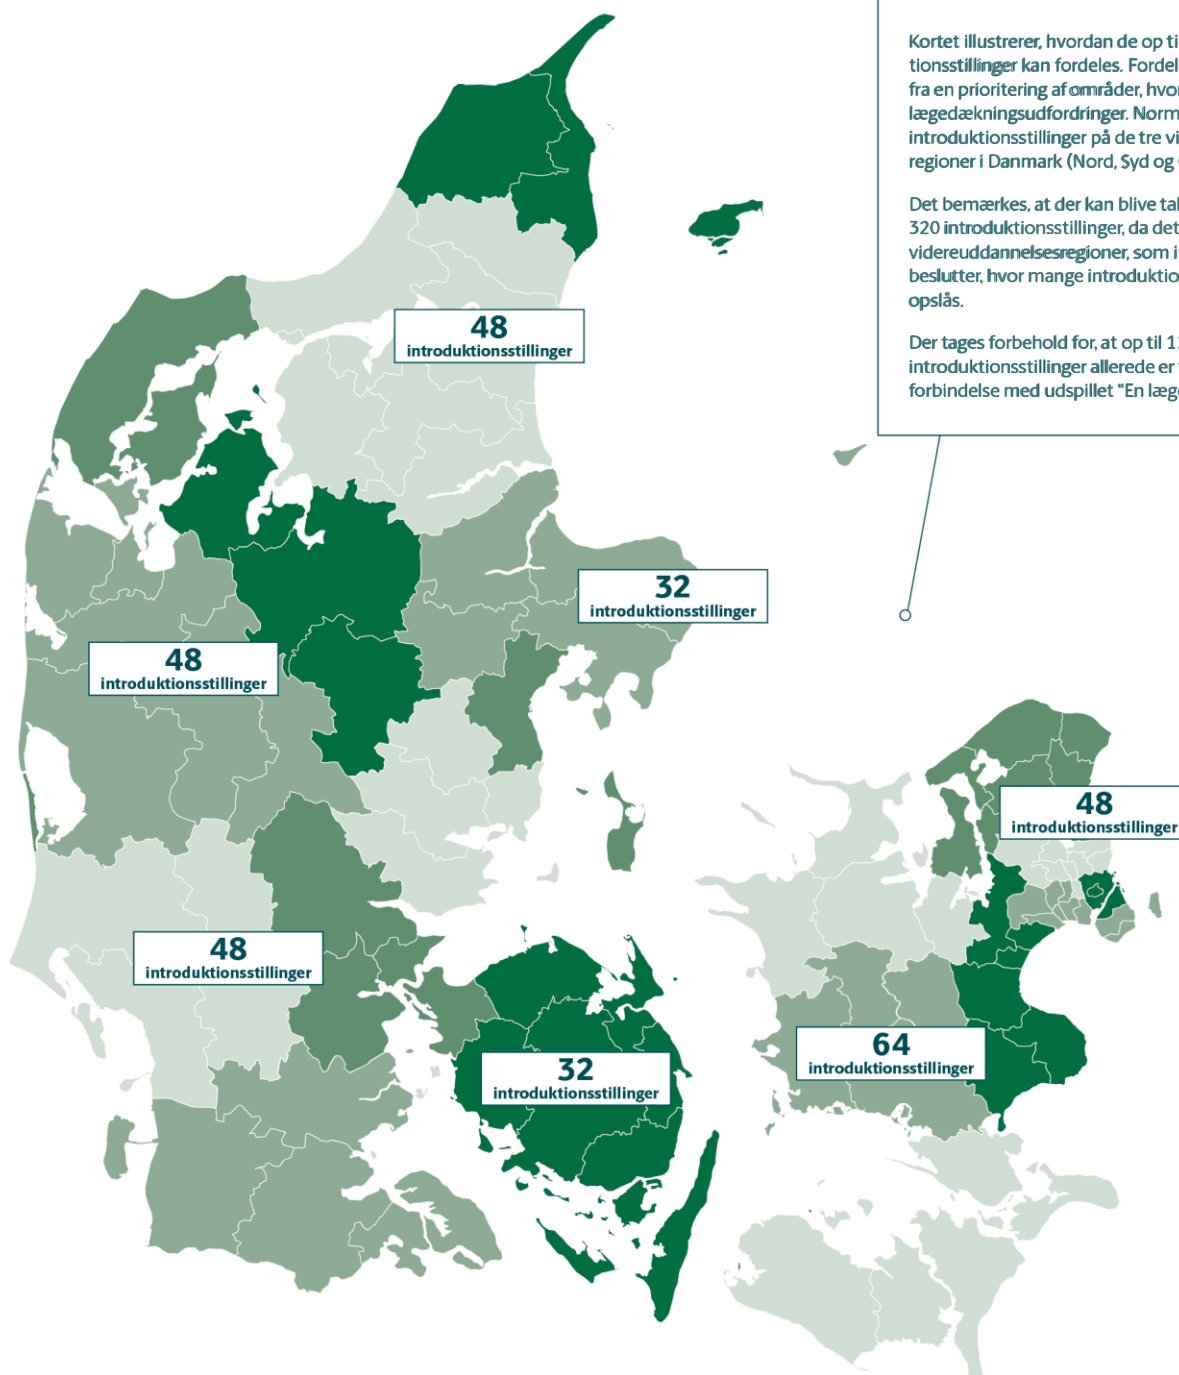 Kortet illustrerer, hvordan de op ti
tionsstillinger kan fordeles. Fordel
fra en prioritering af områder, hvor
lægedækningsudfordringer. Norm
introduktionsstillinger på de tre vi
regioner i Danmark (Nord, Syd og
Det bemærkes, at der kan blive tal
320 introduktionsstillinger, da det
videreuddannelsesregioner, som i
beslutter, hvor mange introduktio
opslås.
Der tages forbehold for, at op til 1
introduktionsstillinger allerede er
forbindelse med udspillet "En læge
48
introduktionsstillinger
32
introduktionsstillinger
48
introduktionsstillinger
48
introduktionsstillinger
48
introduktionsstillinger
64
introduktionsstillinger
32
introduktionsstillinger